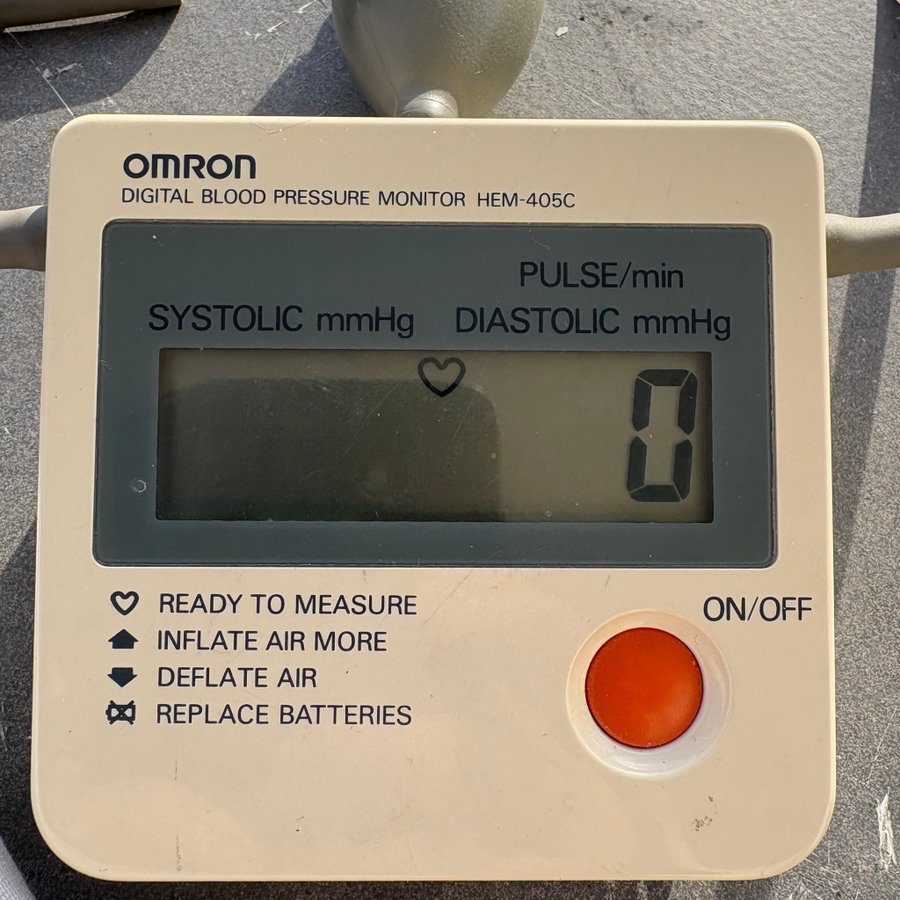 OMRON
DIGITAL BLOOD PRESSURE MONITOR HEM-405C
PULSE/min
SYSTOLIC mmHg DIASTOLIC mmHg
0
READY TO MEASURE
ON/OFF
INFLATE AIR MORE
DEFLATE AIR
REPLACE BATTERIES